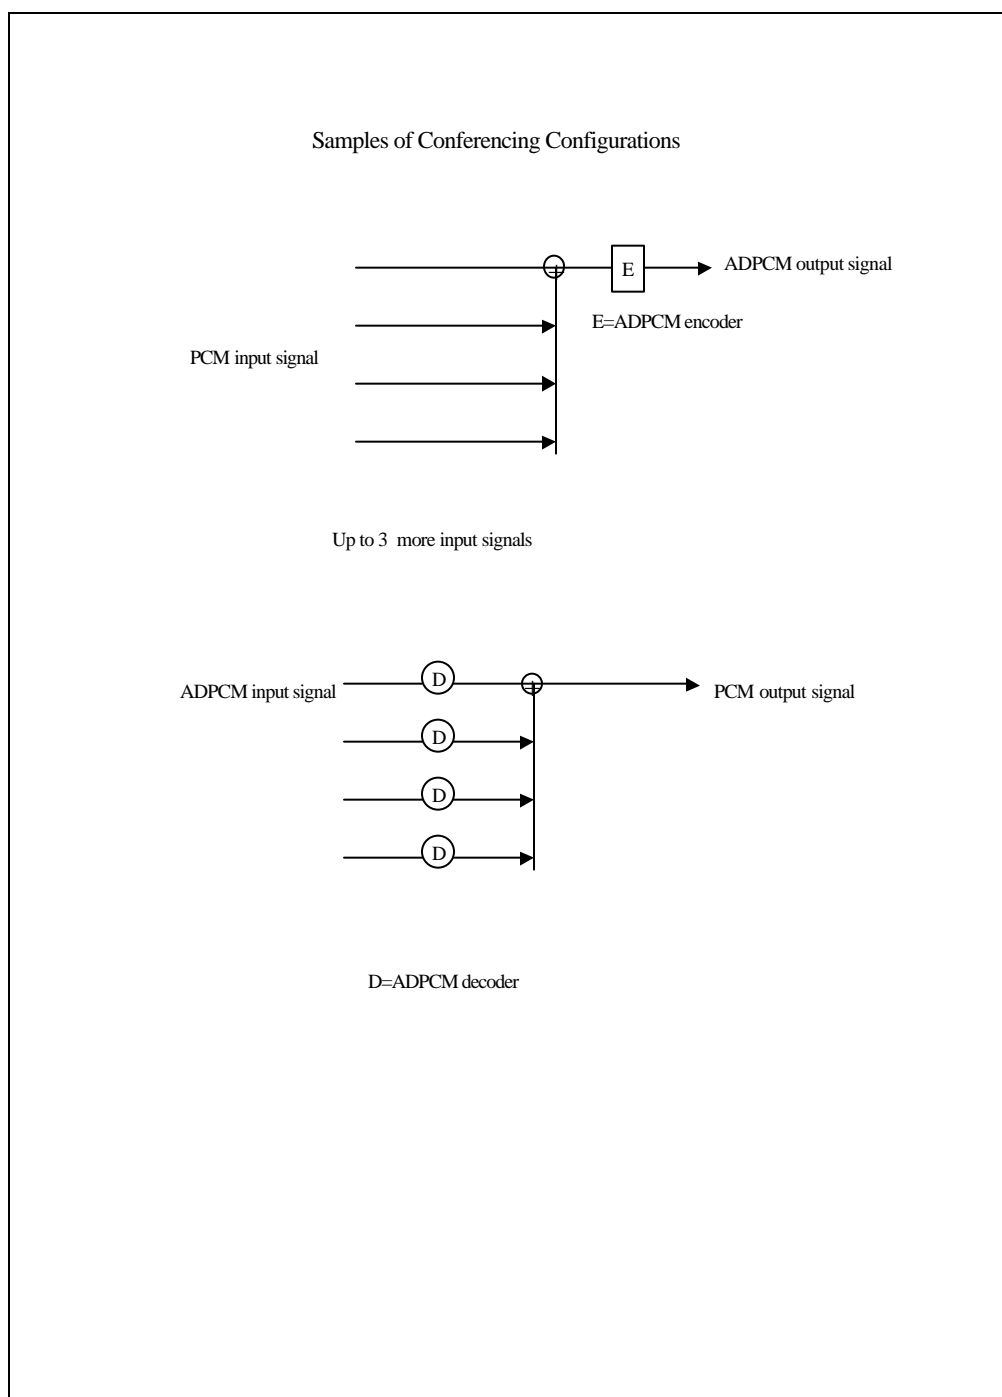 Samples of Conferencing Configurations
E
ADPCM output signal
E=ADPCM encoder
PCM input signal
Up to 3 more input signals
D
ADPCM input signal
PCM output signal
D
D
D
D=ADPCM decoder